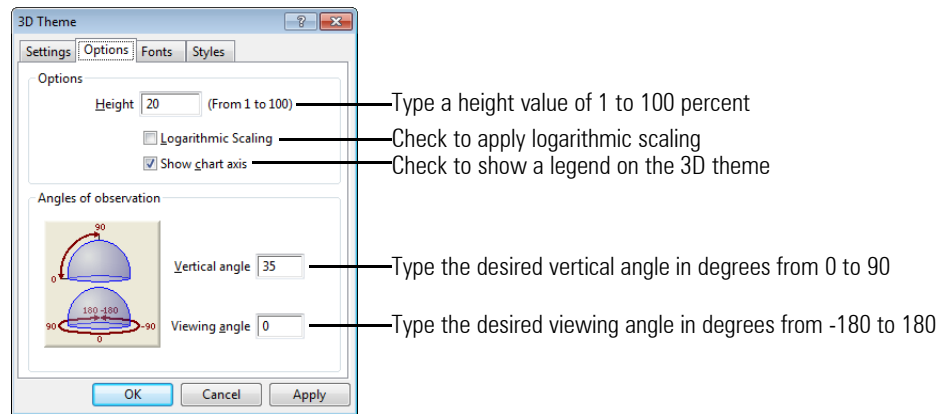 3D Theme
Settings Options Fonts Styles
Options
Height 20 (From 1 to 100)
Type a height value of 1 to 100 percent
Logarithmic Scaling
Check to apply logarithmic scaling
Show chart axis
Check to show a legend on the 3D theme
Angles of observation
90
0
Vertical angle 35
Type the desired vertical angle in degrees from 0 to 90
180 -180
90 -90
0
Viewing angle 0
Type the desired viewing angle in degrees from -180 to 180
OK Cancel Apply